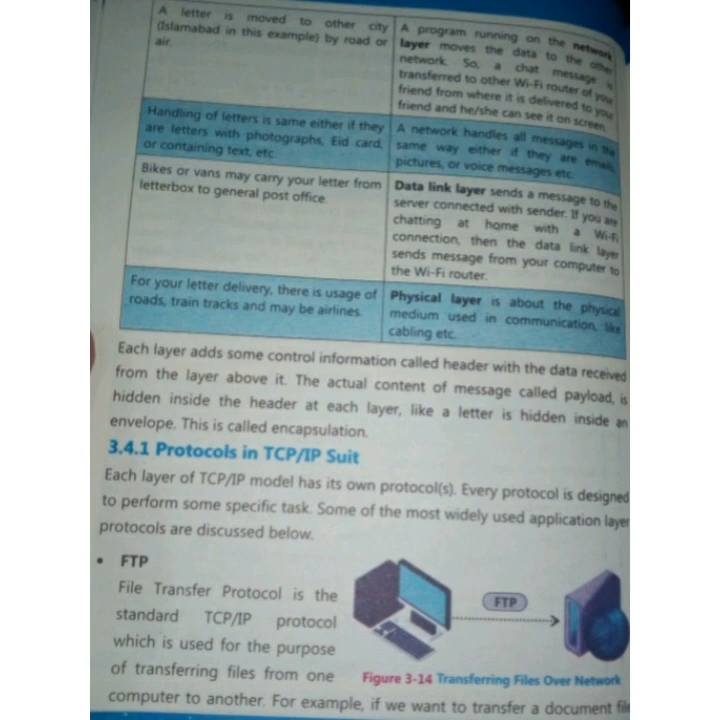 A letter is moved to other city
(Islamabad in this example) by road or
air.
A program running on the network
layer moves the data to the other
network. So, a chat message is
transferred to other Wi-Fi router of your
friend from where it is delivered to your
friend and he/she can see it on screen.
Handling of letters is same either if they
are letters with photographs, Eid card,
or containing text, etc.
A network handles all messages in the
same way either if they are emails,
pictures, or voice messages etc.
Bikes or vans may carry your letter from
letterbox to general post office.
Data link layer sends a message to the
server connected with sender. If you are
chatting at home with a Wi-Fi
connection, then the data link layer
sends message from your computer to
the Wi-Fi router.
For your letter delivery, there is usage of
roads, train tracks and may be airlines.
Physical layer is about the physical
medium used in communication, like
cabling etc.
Each layer adds some control information called header with the data received
from the layer above it. The actual content of message called payload, is
hidden inside the header at each layer, like a letter is hidden inside an
envelope. This is called encapsulation.
3.4.1 Protocols in TCP/IP Suit
Each layer of TCP/IP model has its own protocol(s). Every protocol is designed
to perform some specific task. Some of the most widely used application layer
protocols are discussed below.
• FTP
File Transfer Protocol is the
standard TCP/IP protocol
which is used for the purpose
of transferring files from one
computer to another. For example, if we want to transfer a document file
FTP
Figure 3-14 Transferring Files Over Network